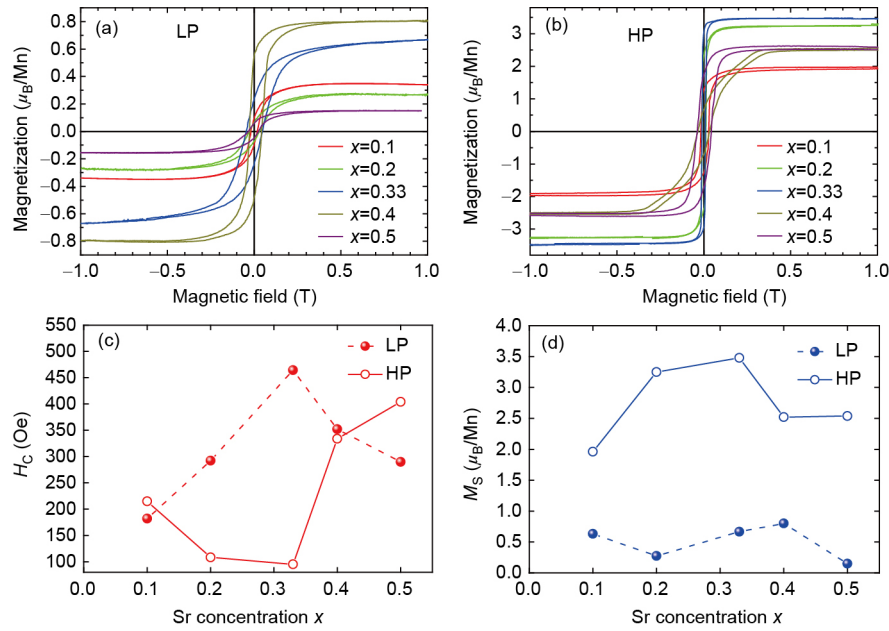 (a) LP
Magnetization (μB/Mn)
0.8
0.6
0.4
0.2
0.0
−0.2
−0.4
−0.6
−0.8
x=0.1
x=0.2
x=0.33
x=0.4
x=0.5
−1.0 −0.5 0.0 0.5 1.0
Magnetic field (T)
(b) HP
Magnetization (μB/Mn)
3
2
1
0
−1
−2
−3
x=0.1
x=0.2
x=0.33
x=0.4
x=0.5
−1.0 −0.5 0.0 0.5 1.0
Magnetic field (T)
(c)
LP
HP
HC (Oe)
550
500
450
400
350
300
250
200
150
100
0.0 0.1 0.2 0.3 0.4 0.5
Sr concentration x
(d)
LP
HP
MS (μB/Mn)
4.0
3.5
3.0
2.5
2.0
1.5
1.0
0.5
0.0
0.0 0.1 0.2 0.3 0.4 0.5
Sr concentration x